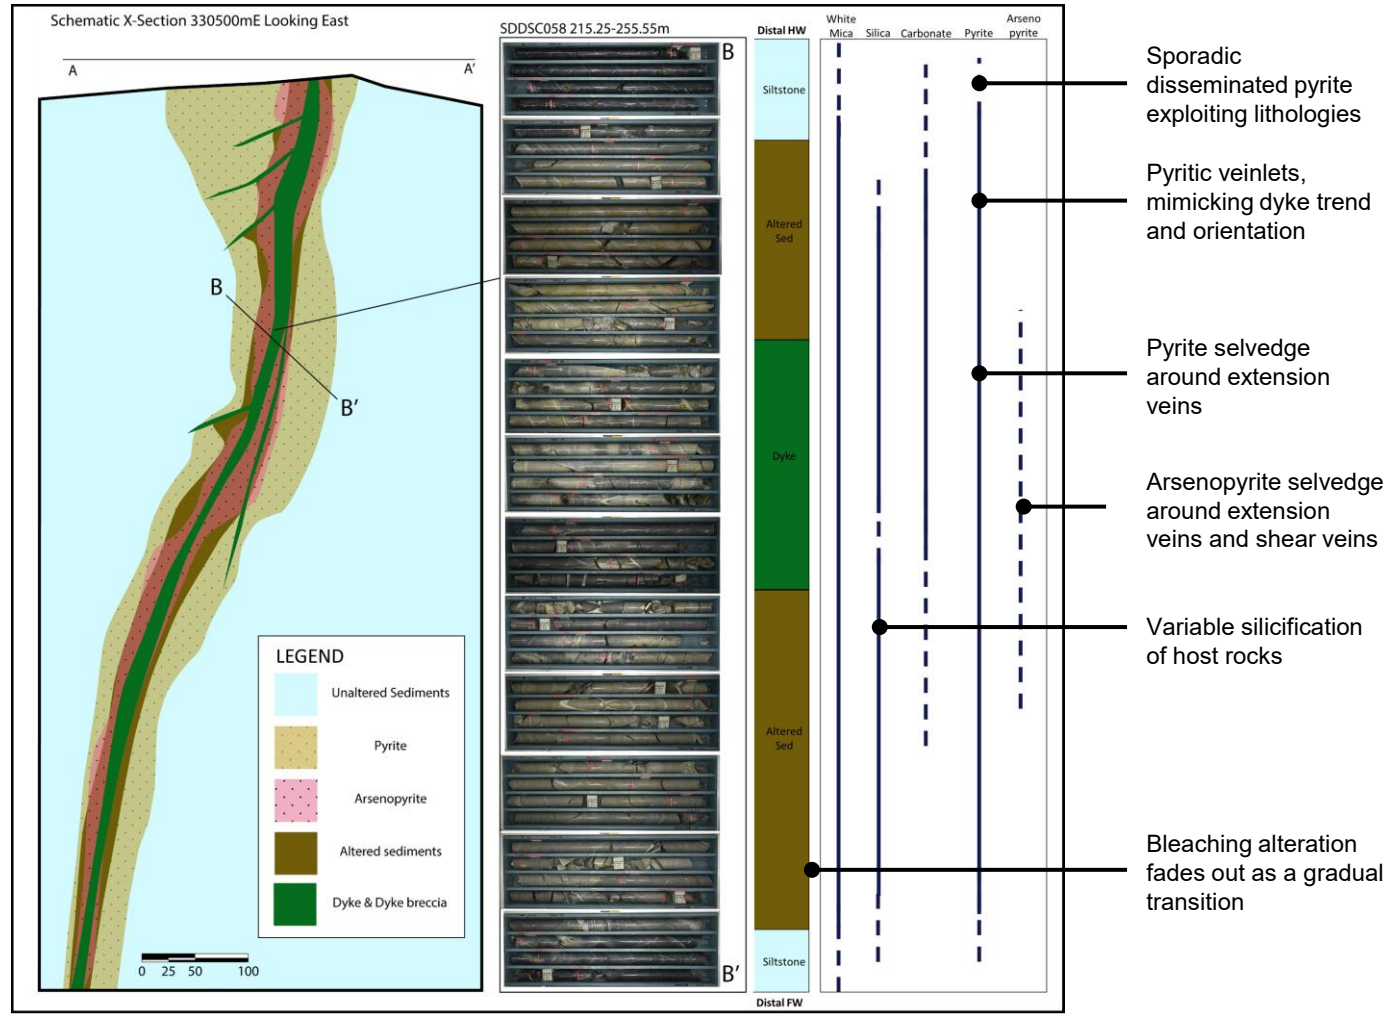 Schematic X-Section 330500mE Looking East
A
A'
B
B'
LEGEND
Unaltered Sediments
Pyrite
Arsenopyrite
Altered sediments
Dyke & Dyke breccia
0 25 50 100
SDDSC058 215.25-255.55m
B
B'
Distal HW
Siltstone
Altered
Sed
Dyke
Altered
Sed
Siltstone
Distal FW
White
Mica
Silica
Carbonate
Pyrite
Arseno
pyrite
Sporadic
disseminated pyrite
exploiting lithologies
Pyritic veinlets,
mimicking dyke trend
and orientation
Pyrite selvedge
around extension
veins
Arsenopyrite selvedge
around extension
veins and shear veins
Variable silicification
of host rocks
Bleaching alteration
fades out as a gradual
transition